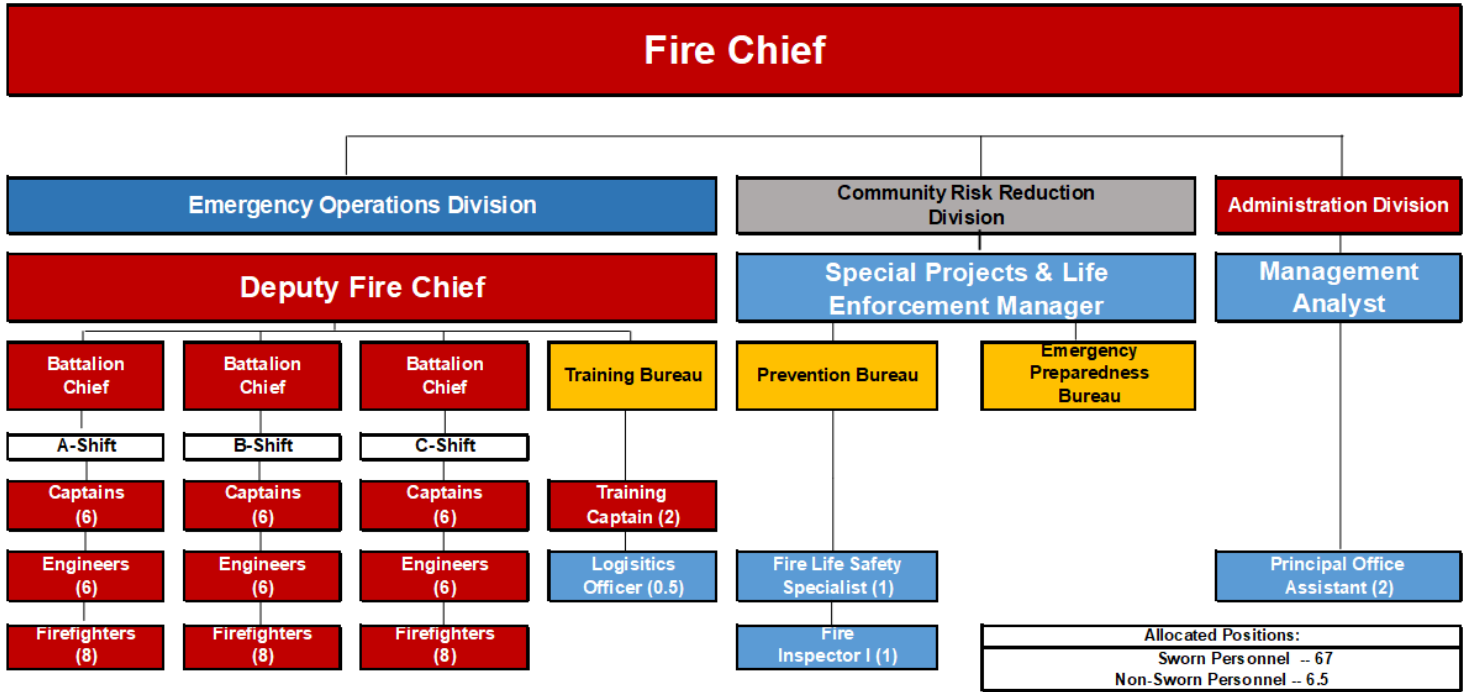 Fire Chief
Emergency Operations Division
Community Risk Reduction
Division
Administration Division
Deputy Fire Chief
Special Projects & Life
Enforcement Manager
Management
Analyst
Battalion
Chief
Battalion
Chief
Battalion
Chief
Training Bureau
Prevention Bureau
Emergency
Preparedness
Bureau
A-Shift
B-Shift
C-Shift
Captains
(6)
Captains
(6)
Captains
(6)
Training
Captain (2)
Engineers
(6)
Engineers
(6)
Engineers
(6)
Logisitics
Officer (0.5)
Fire Life Safety
Specialist (1)
Principal Office
Assistant (2)
Firefighters
(8)
Firefighters
(8)
Firefighters
(8)
Fire
Inspector I (1)
Allocated Positions:
Sworn Personnel -- 67
Non-Sworn Personnel -- 6.5